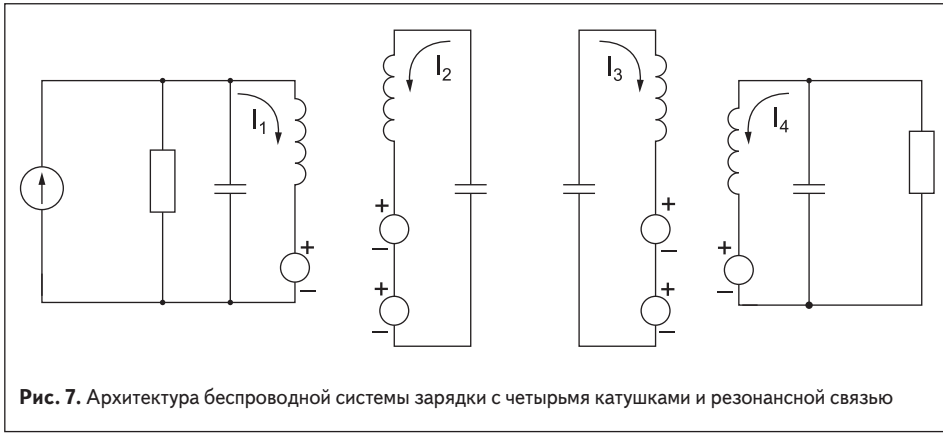 I₁
I₂
I₃
I₄
+
–
+
–
+
–
+
–
+
–
+
–
Рис. 7. Архитектура беспроводной системы зарядки с четырьмя катушками и резонансной связью